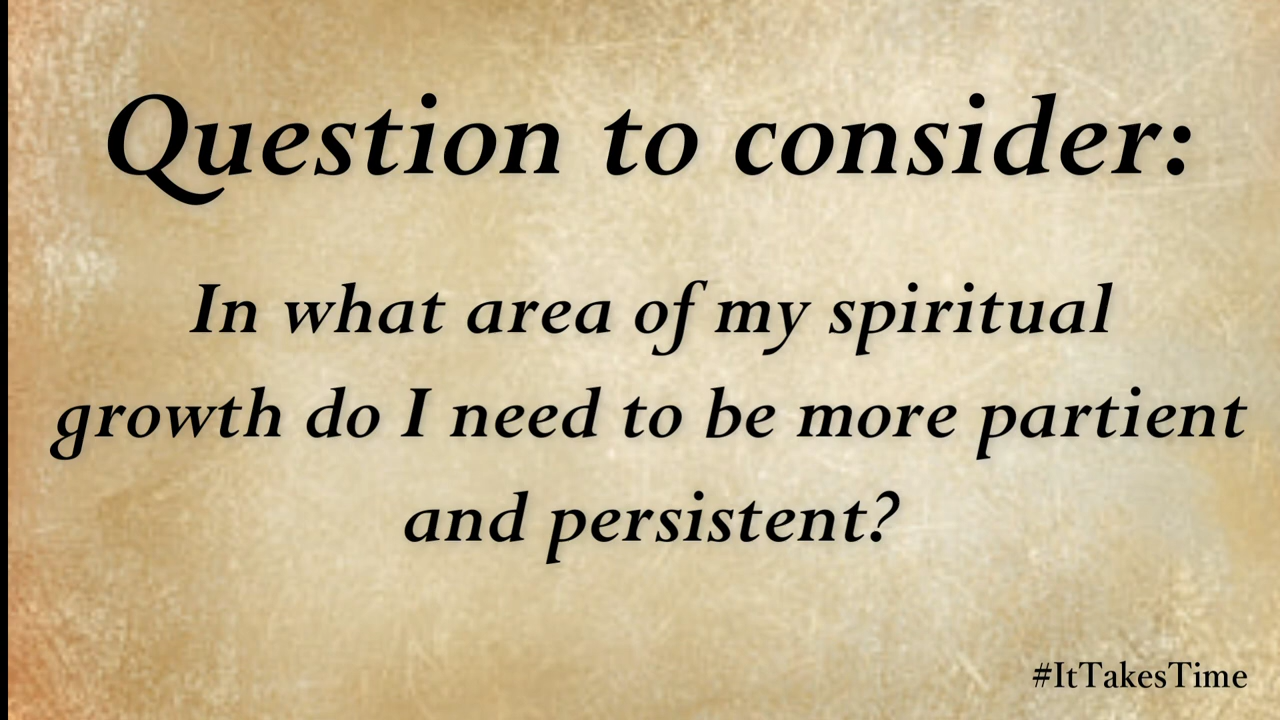 Question to consider:
In what area of my spiritual
growth do I need to be more partient
and persistent?
#ItTakesTime